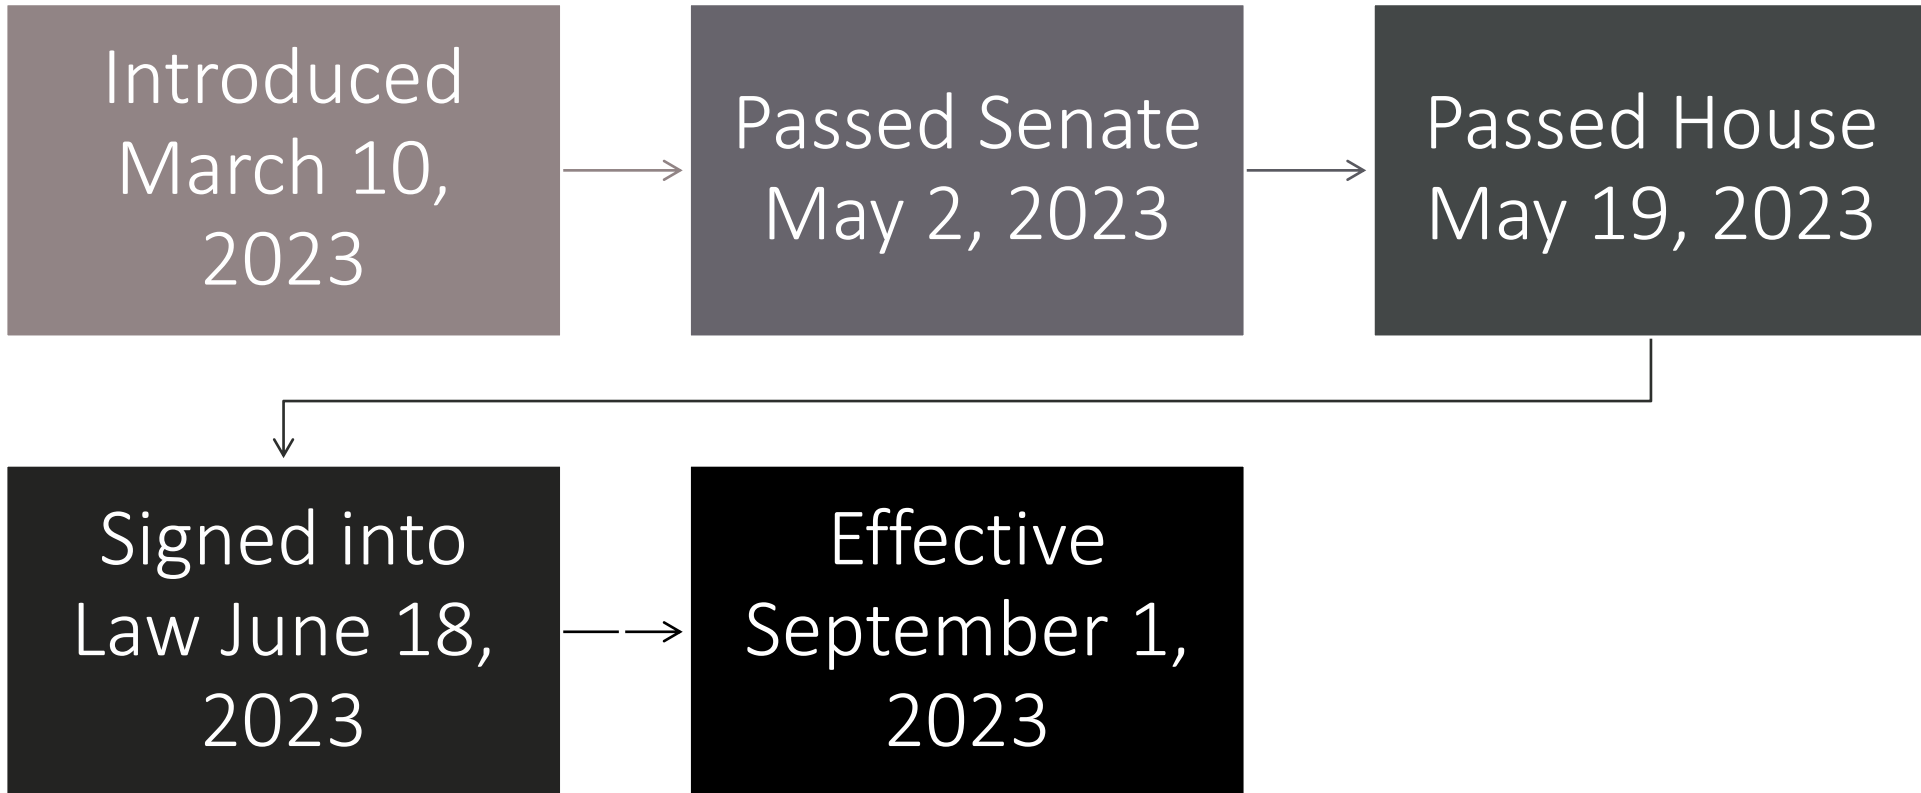 Introduced
March 10,
2023
Passed Senate
May 2, 2023
Passed House
May 19, 2023
Signed into
Law June 18,
2023
Effective
September 1,
2023